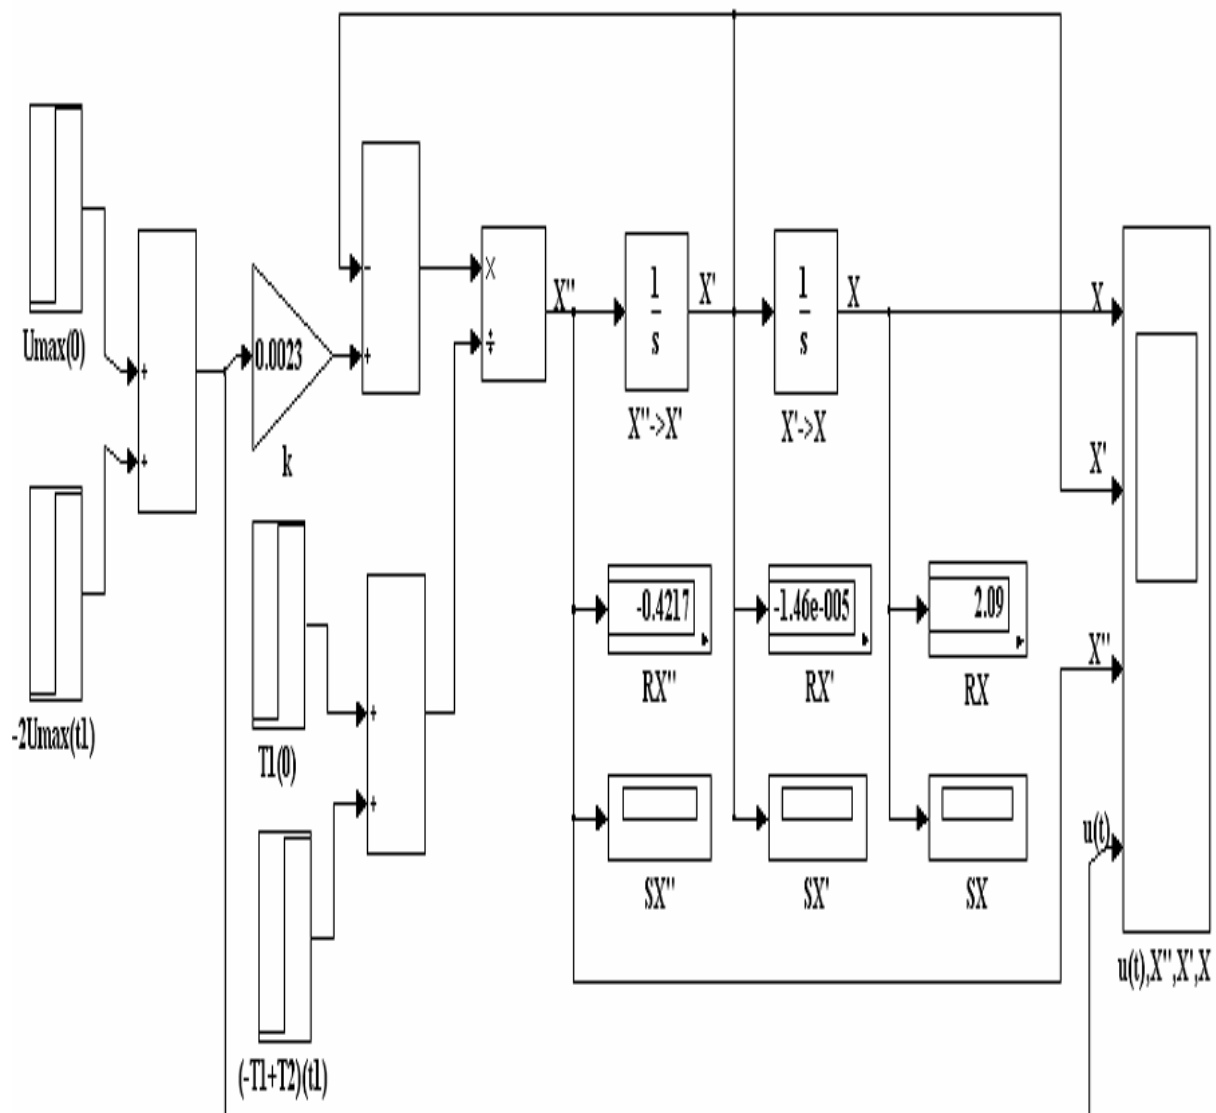 Umax(0)
-2Umax(t1)
+
+
0.0023
k
-
+
T1(0)
(-T1+T2)(t1)
+
+
×
÷
X"
1
s
X"->X'
X'
1
s
X'->X
X
-0.4217
RX"
-1.46e-005
RX'
2.09
RX
SX"
SX'
SX
X
X'
X"
u(t)
u(t),X",X',X